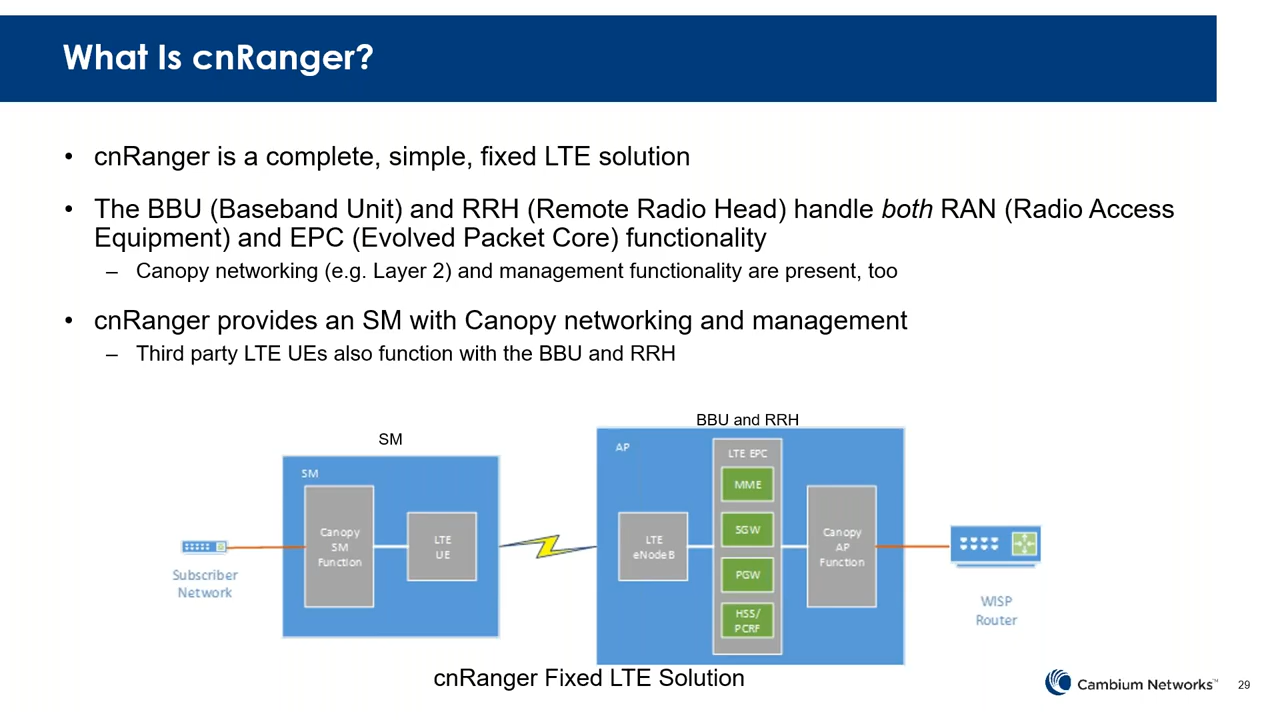 What Is cnRanger?
• cnRanger is a complete, simple, fixed LTE solution
• The BBU (Baseband Unit) and RRH (Remote Radio Head) handle both RAN (Radio Access
Equipment) and EPC (Evolved Packet Core) functionality
– Canopy networking (e.g. Layer 2) and management functionality are present, too
• cnRanger provides an SM with Canopy networking and management
– Third party LTE UEs also function with the BBU and RRH
SM
SM
Canopy
SM
Function
LTE
UE
Subscriber
Network
BBU and RRH
AP
LTE
eNodeB
LTE EPC
MME
SGW
PGW
HSS/
PCRF
Canopy
AP
Function
WISP
Router
cnRanger Fixed LTE Solution
Cambium Networks™
29